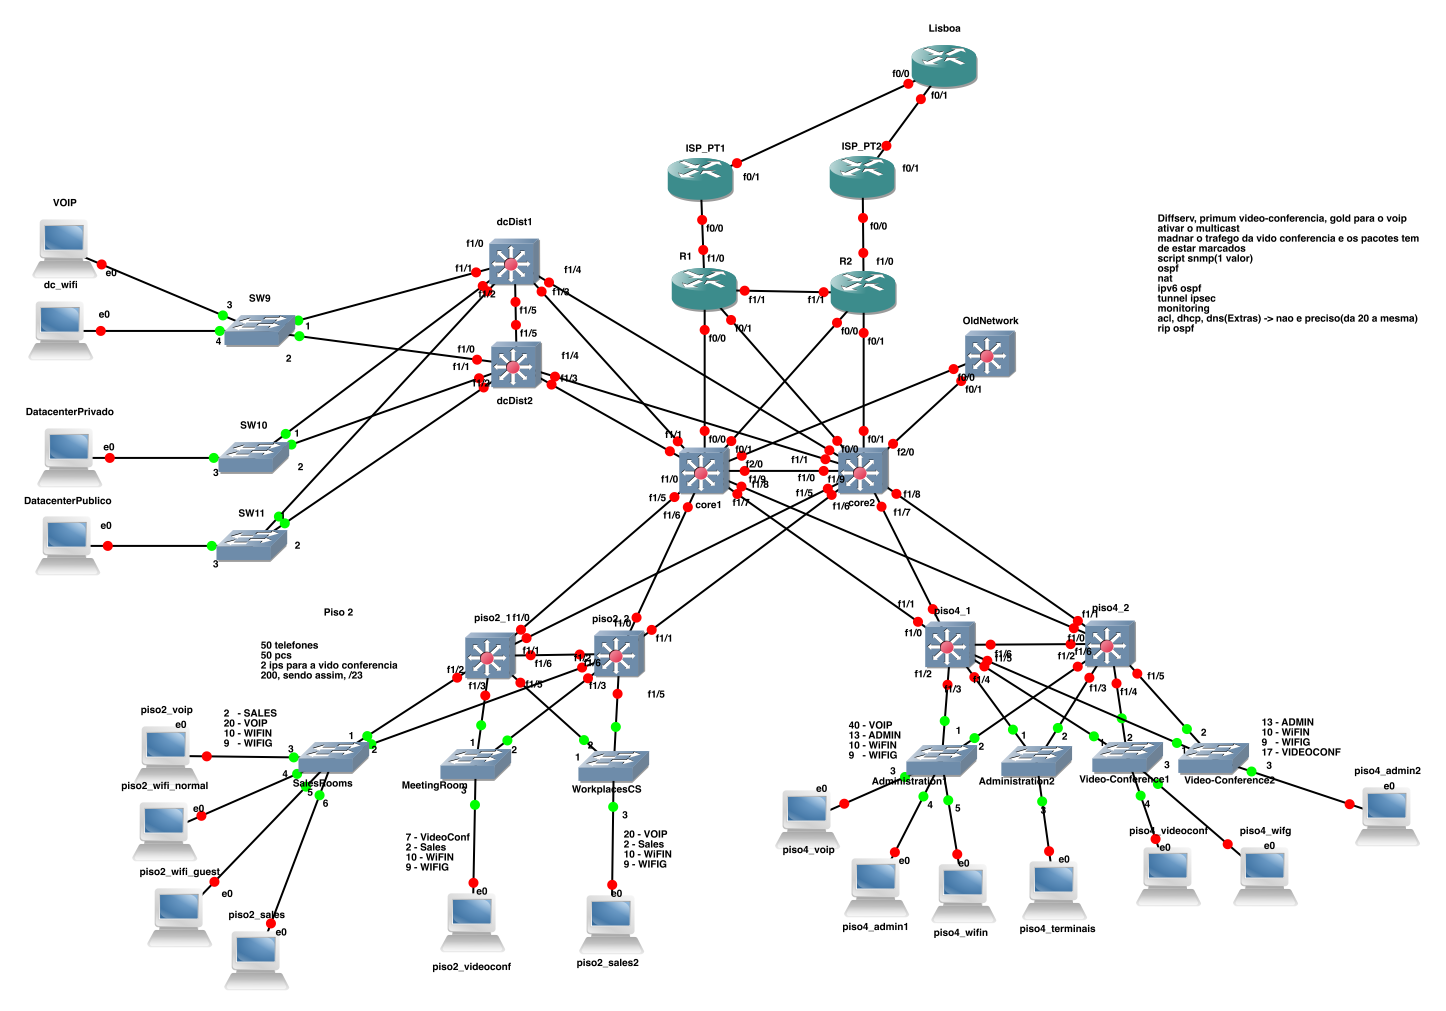 Lisboa
f0/0
f0/1
ISP_PT1
f0/1
ISP_PT2
f0/1
f0/0
f0/0
R1
f1/0
R2
f1/0
f1/1
f1/1
f0/0
f0/1
f0/0
f0/1
OldNetwork
f0/0
f0/1
Diffserv, primum video-conferencia, gold para o voip
ativar o multicast
madnar o trafego da vido conferencia e os pacotes tem
de estar marcados
script snmp(1 valor)
ospf
nat
ipv6 ospf
tunnel ipsec
monitoring
acl, dhcp, dns(Extras) -> nao e preciso(da 20 a mesma)
rip ospf
VOIP
e0
dc_wifi
e0
SW9
3
4
1
2
dcDist1
f1/0
f1/1
f1/2
f1/4
f1/3
f1/5
f1/5
f1/0
f1/1
f1/2
f1/4
f1/3
dcDist2
DatacenterPrivado
e0
SW10
1
2
3
DatacenterPublico
e0
SW11
1
2
3
f1/1
f0/0
f0/1
f2/0
f1/0
f1/9
f1/8
f1/7
f1/5
f1/6
core1
f0/0
f0/1
f2/0
f1/1
f1/0
f1/9
f1/5
f1/6
f1/8
f1/7
core2
Piso 2
50 telefones
50 pcs
2 ips para a vido conferencia
200, sendo assim, /23
piso2_1
f1/0
f1/1
f1/6
f1/2
f1/3
f1/5
piso2_2
f1/0
f1/1
f1/2
f1/6
f1/3
f1/5
piso4_1
f1/1
f1/0
f1/6
f1/5
f1/2
f1/3
f1/4
piso4_2
f1/1
f1/0
f1/6
f1/2
f1/3
f1/4
f1/5
piso2_voip
e0
2 - SALES
20 - VOIP
10 - WIFIN
9 - WIFIG
1
2
3
4
5
6
SalesRooms
piso2_wifi_normal
e0
piso2_wifi_guest
e0
piso2_sales
e0
1
2
3
MeetingRoom
7 - VideoConf
2 - Sales
10 - WiFIN
9 - WIFIG
e0
piso2_videoconf
2
1
3
WorkplacesCS
20 - VOIP
2 - Sales
10 - WiFIN
9 - WIFIG
e0
piso2_sales2
40 - VOIP
13 - ADMIN
10 - WiFIN
9 - WIFIG
1
2
3
4
5
Administration1
1
2
3
Administration2
1
2
3
4
Video-Conference1
1
2
3
Video-Conference2
13 - ADMIN
10 - WIFIN
9 - WIFIG
17 - VIDEOCONF
piso4_admin2
e0
e0
piso4_voip
e0
piso4_admin1
e0
piso4_wifin
e0
piso4_terminais
piso4_videoconf
e0
piso4_wifg
e0